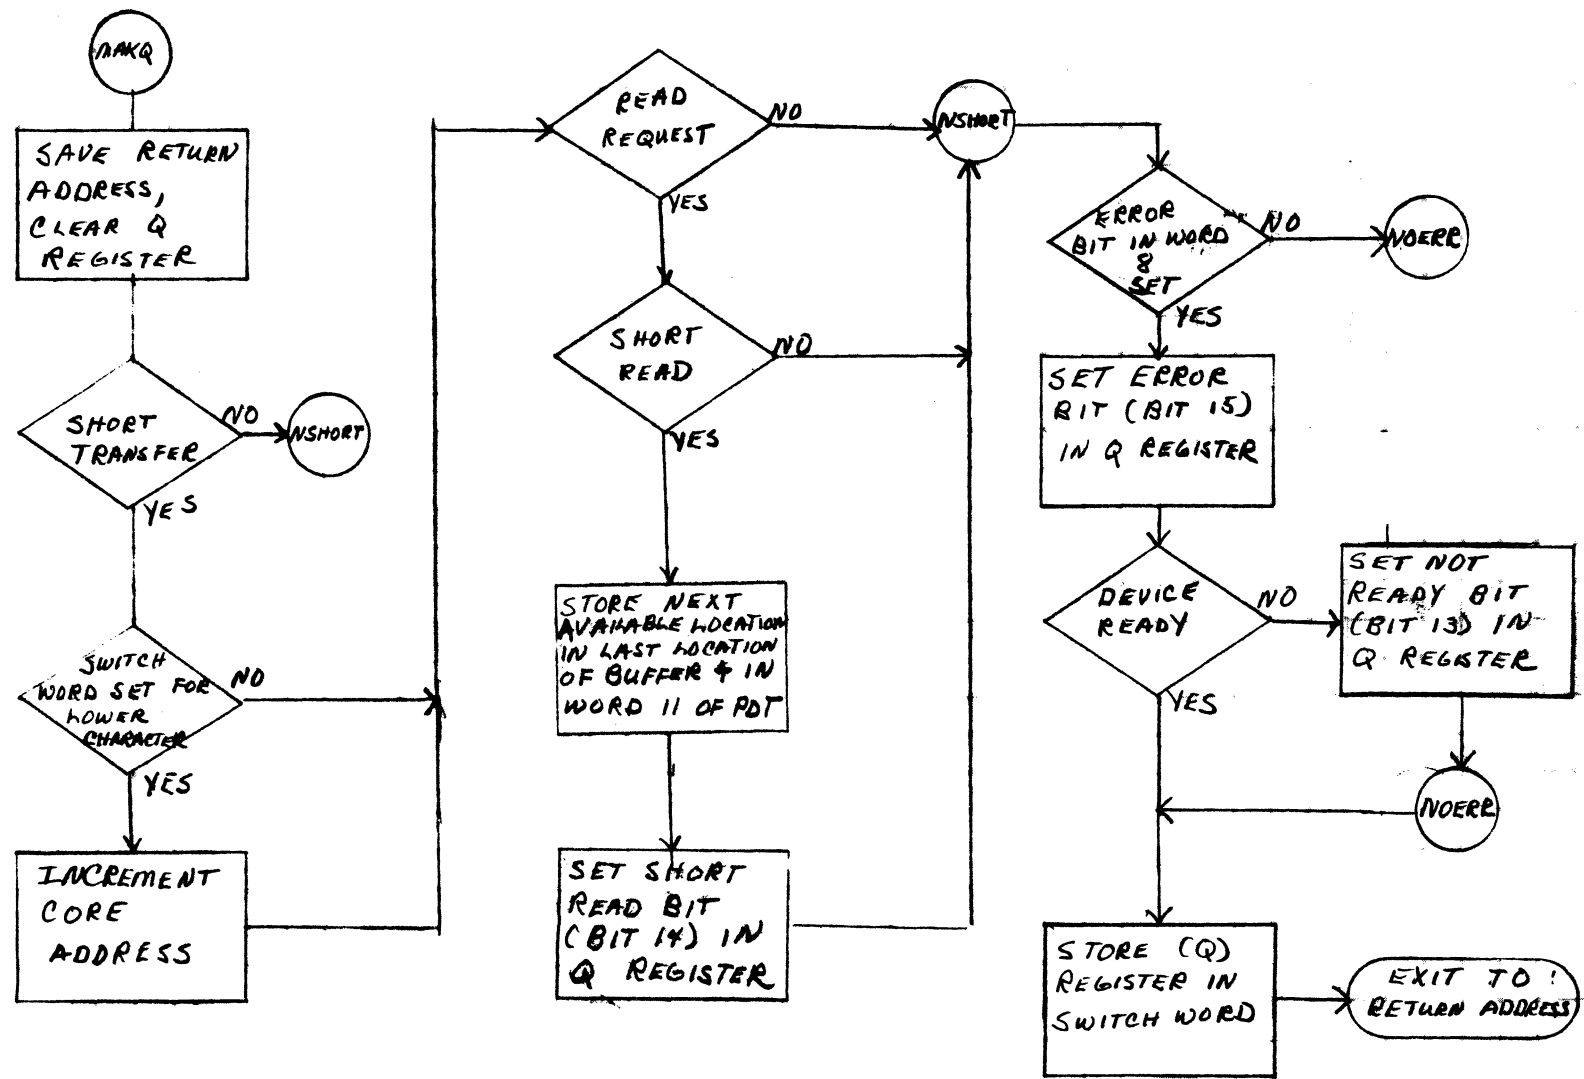 MAKQ
SAVE RETURN
ADDRESS,
CLEAR Q
REGISTER
SHORT
TRANSFER
NO
NSHORT
YES
SWITCH
WORD SET FOR
LOWER
CHARACTER
NO
YES
INCREMENT
CORE
ADDRESS
READ
REQUEST
NO
YES
SHORT
READ
NO
YES
STORE NEXT
AVAILABLE LOCATION
IN LAST LOCATION
OF BUFFER & IN
WORD 11 OF PDT
SET SHORT
READ BIT
(BIT 14) IN
Q REGISTER
NSHORT
ERROR
BIT IN WORD
8
SET
NO
NOERR
YES
SET ERROR
BIT (BIT 15)
IN Q REGISTER
DEVICE
READY
NO
SET NOT
READY BIT
(BIT 13) IN
Q REGISTER
YES
NOERR
STORE (Q)
REGISTER IN
SWITCH WORD
EXIT TO
RETURN ADDRESS